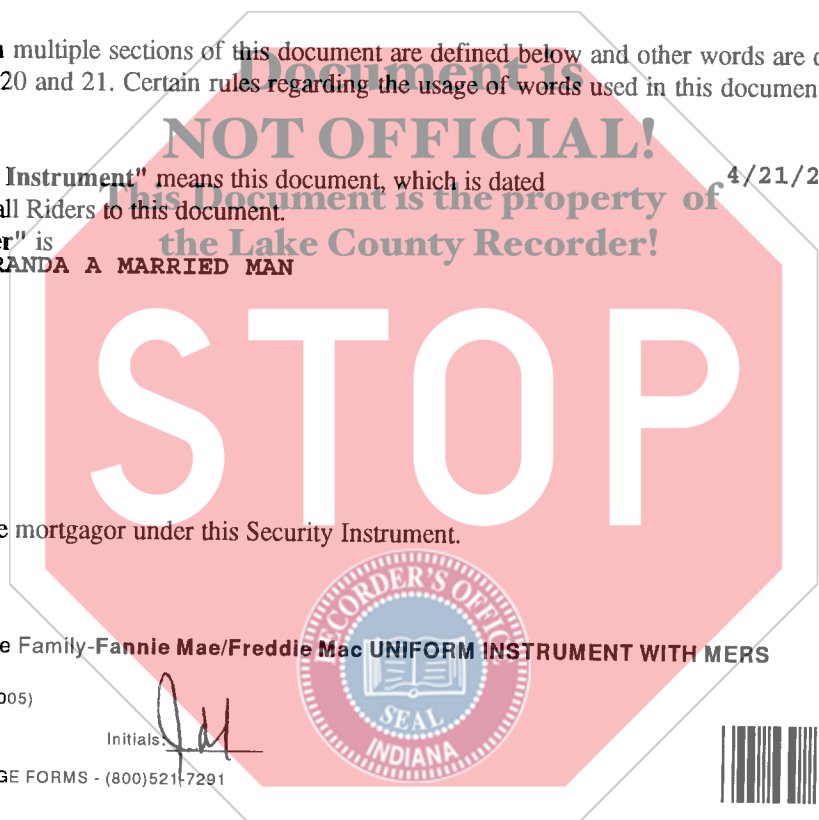 multiple sections of this document are defined below and other words are
Document is
20 and 21. Certain rules regarding the usage of words used in this documen
NOT OFFICIAL!
Instrument" means this document, which is dated 4/21/2
This Document is the property of
all Riders to this document.
er" is
the Lake County Recorder!
RANDA A MARRIED MAN
STOP
e mortgagor under this Security Instrument.
RECORDER'S OFFICE
e Family-Fannie Mae/Freddie Mac UNIFORM INSTRUMENT WITH MERS
SEAL
005)
INDIANA
Initials:
GE FORMS - (800)521-7291